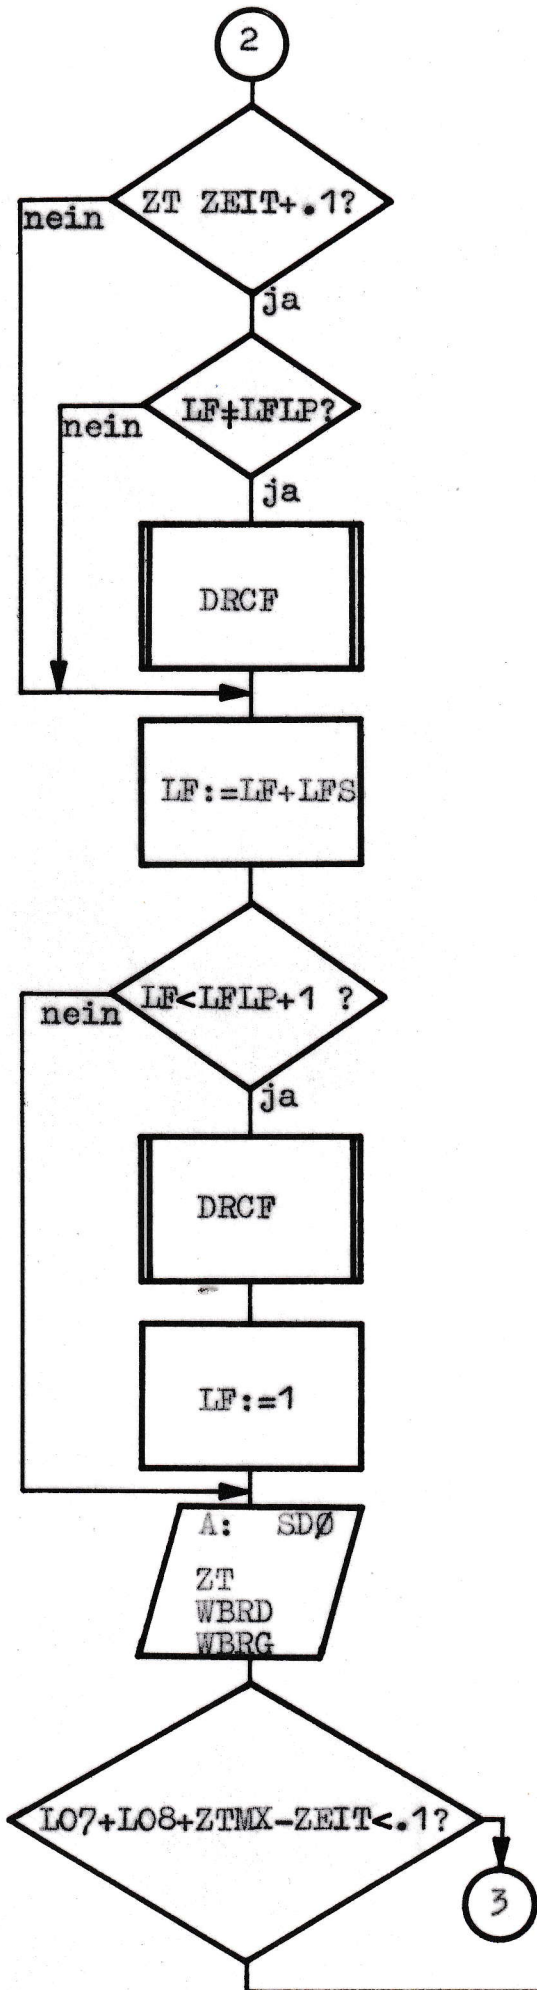 2
ZT ZEIT+.1?
nein
ja
LF‡LFLP?
nein
ja
DRCF
LF:=LF+LFS
LF<LFLP+1 ?
nein
ja
DRCF
LF:=1
A: SDØ
ZT
WBRD
WBRG
LO7+LO8+ZTMX-ZEIT<.1?
3